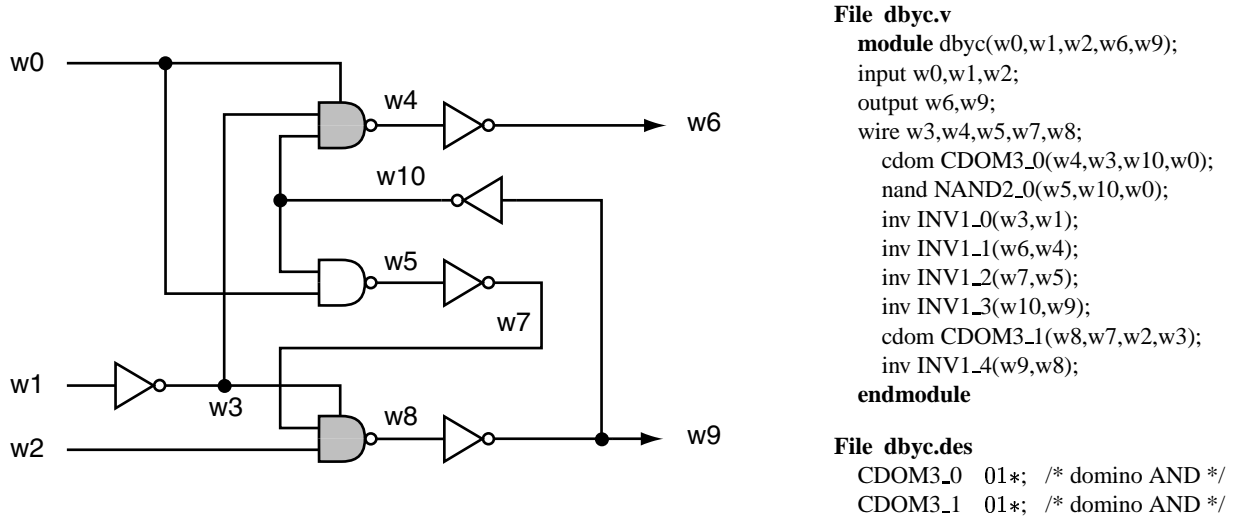 w0
w4
w6
w10
w5
w7
w1
w3
w8
w9
w2
File dbyc.v
module dbyc(w0,w1,w2,w6,w9);
input w0,w1,w2;
output w6,w9;
wire w3,w4,w5,w7,w8;
cdom CDOM3_0(w4,w3,w10,w0);
nand NAND2_0(w5,w10,w0);
inv INV1_0(w3,w1);
inv INV1_1(w6,w4);
inv INV1_2(w7,w5);
inv INV1_3(w10,w9);
cdom CDOM3_1(w8,w7,w2,w3);
inv INV1_4(w9,w8);
endmodule
File dbyc.des
CDOM3_0 01*; /* domino AND */
CDOM3_1 01*; /* domino AND */